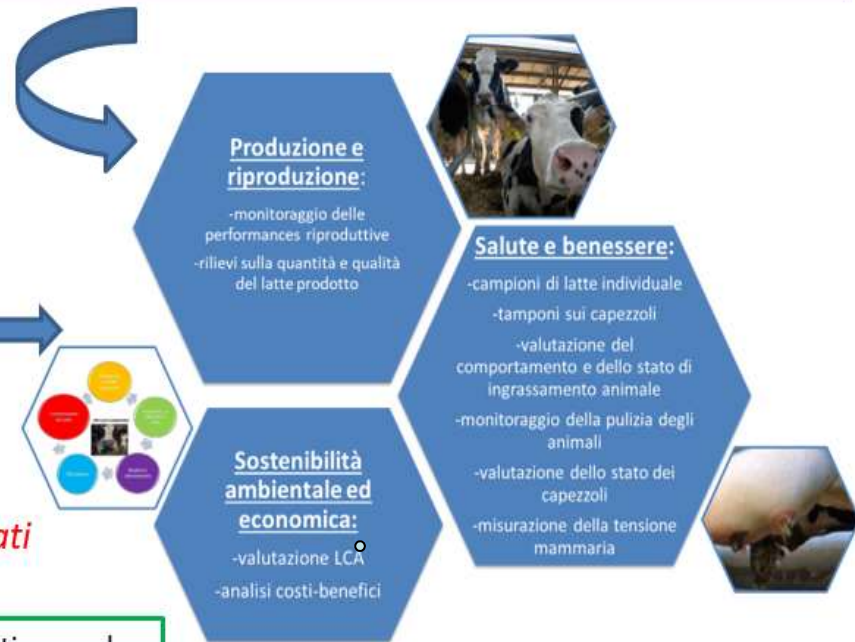 Produzione e
riproduzione:
-monitoraggio delle
performances riproduttive
-rilievi sulla quantità e qualità
del latte prodotto
Salute e benessere:
-campioni di latte individuale
-tamponi sui capezzoli
-valutazione del
comportamento e dello stato di
ingrassamento animale
-monitoraggio della pulizia degli
animali
-valutazione dello stato dei
capezzoli
-misurazione della tensione
mammaria
Sostenibilità
ambientale ed
economica:
-valutazione LCA
-analisi costi-benefici
ati